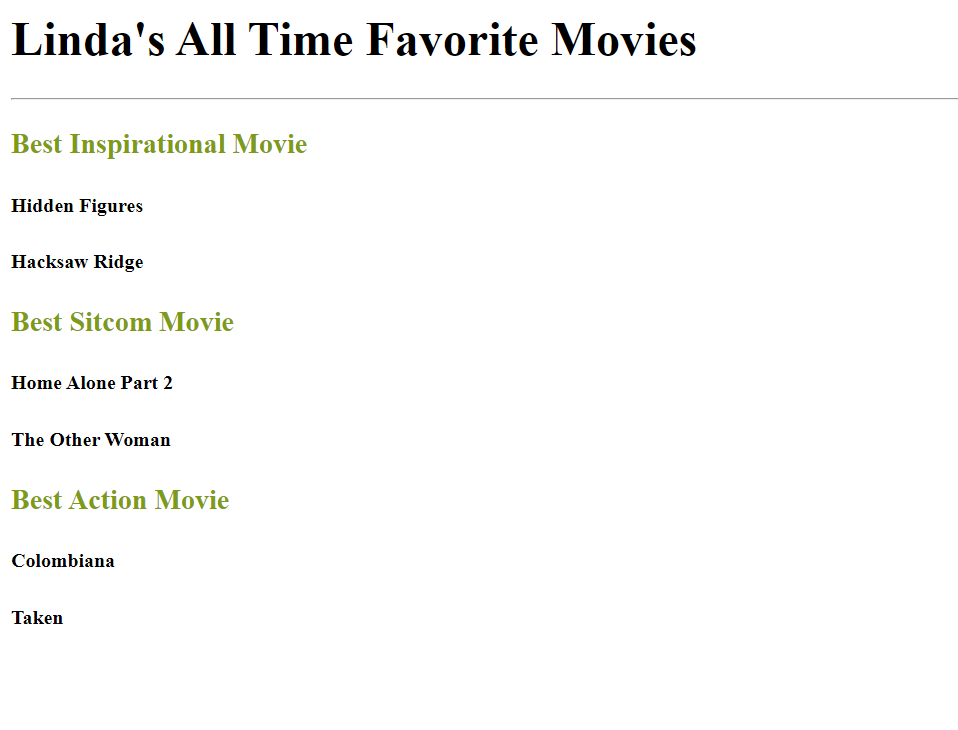 Linda's All Time Favorite Movies
Best Inspirational Movie
Hidden Figures
Hacksaw Ridge
Best Sitcom Movie
Home Alone Part 2
The Other Woman
Best Action Movie
Colombiana
Taken